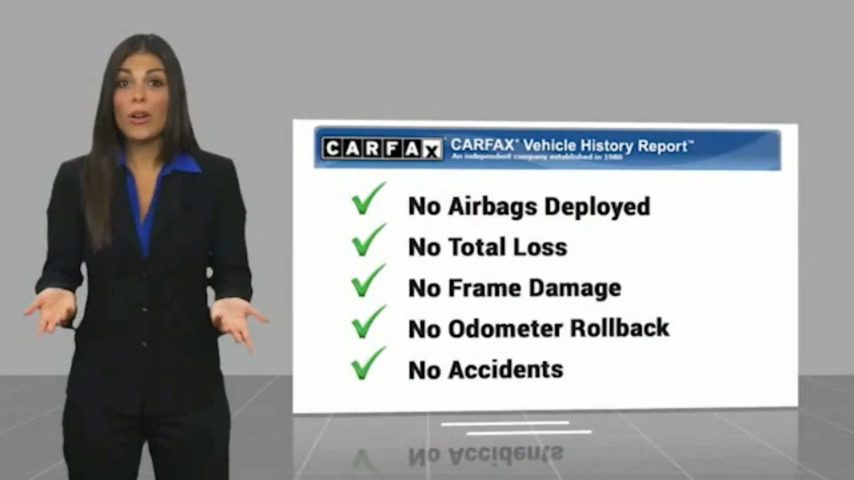 CARFAX CARFAX Vehicle History Report™
An independent company established in 1986
No Airbags Deployed
No Total Loss
No Frame Damage
No Odometer Rollback
No Accidents
No Accidents